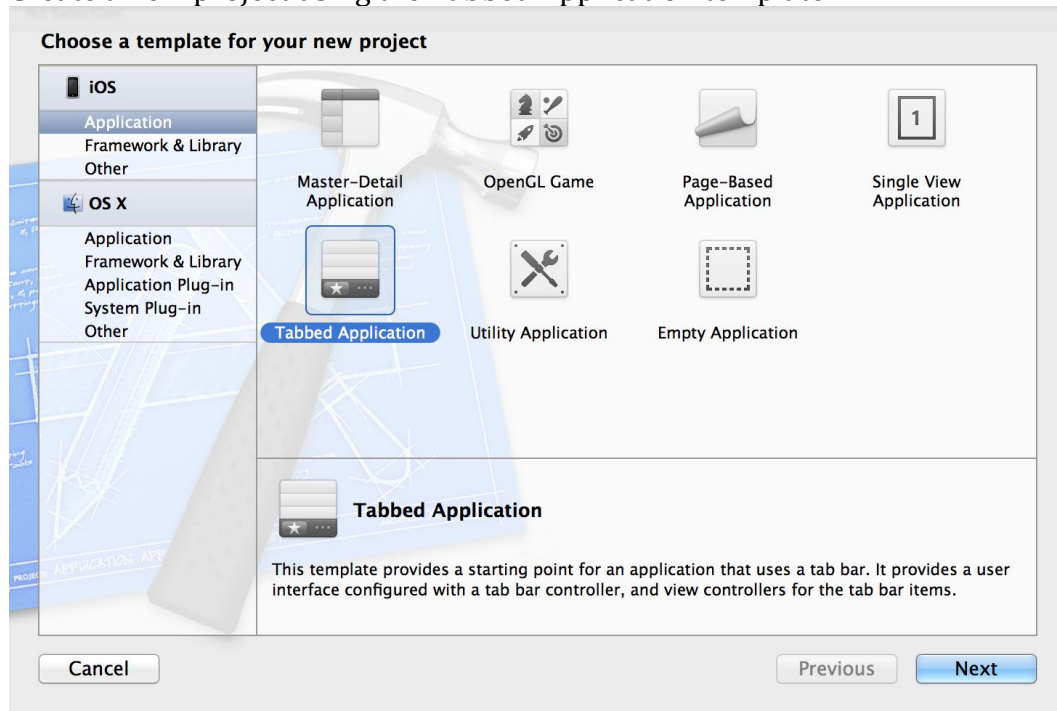 Choose a template for your new project
iOS
Application
Framework & Library
Other
OS X
Application
Framework & Library
Application Plug-in
System Plug-in
Other
Master-Detail
Application
OpenGL Game
Page-Based
Application
1
Single View
Application
Tabbed Application
Utility Application
Empty Application
Tabbed Application
This template provides a starting point for an application that uses a tab bar. It provides a user
interface configured with a tab bar controller, and view controllers for the tab bar items.
Cancel
Previous
Next